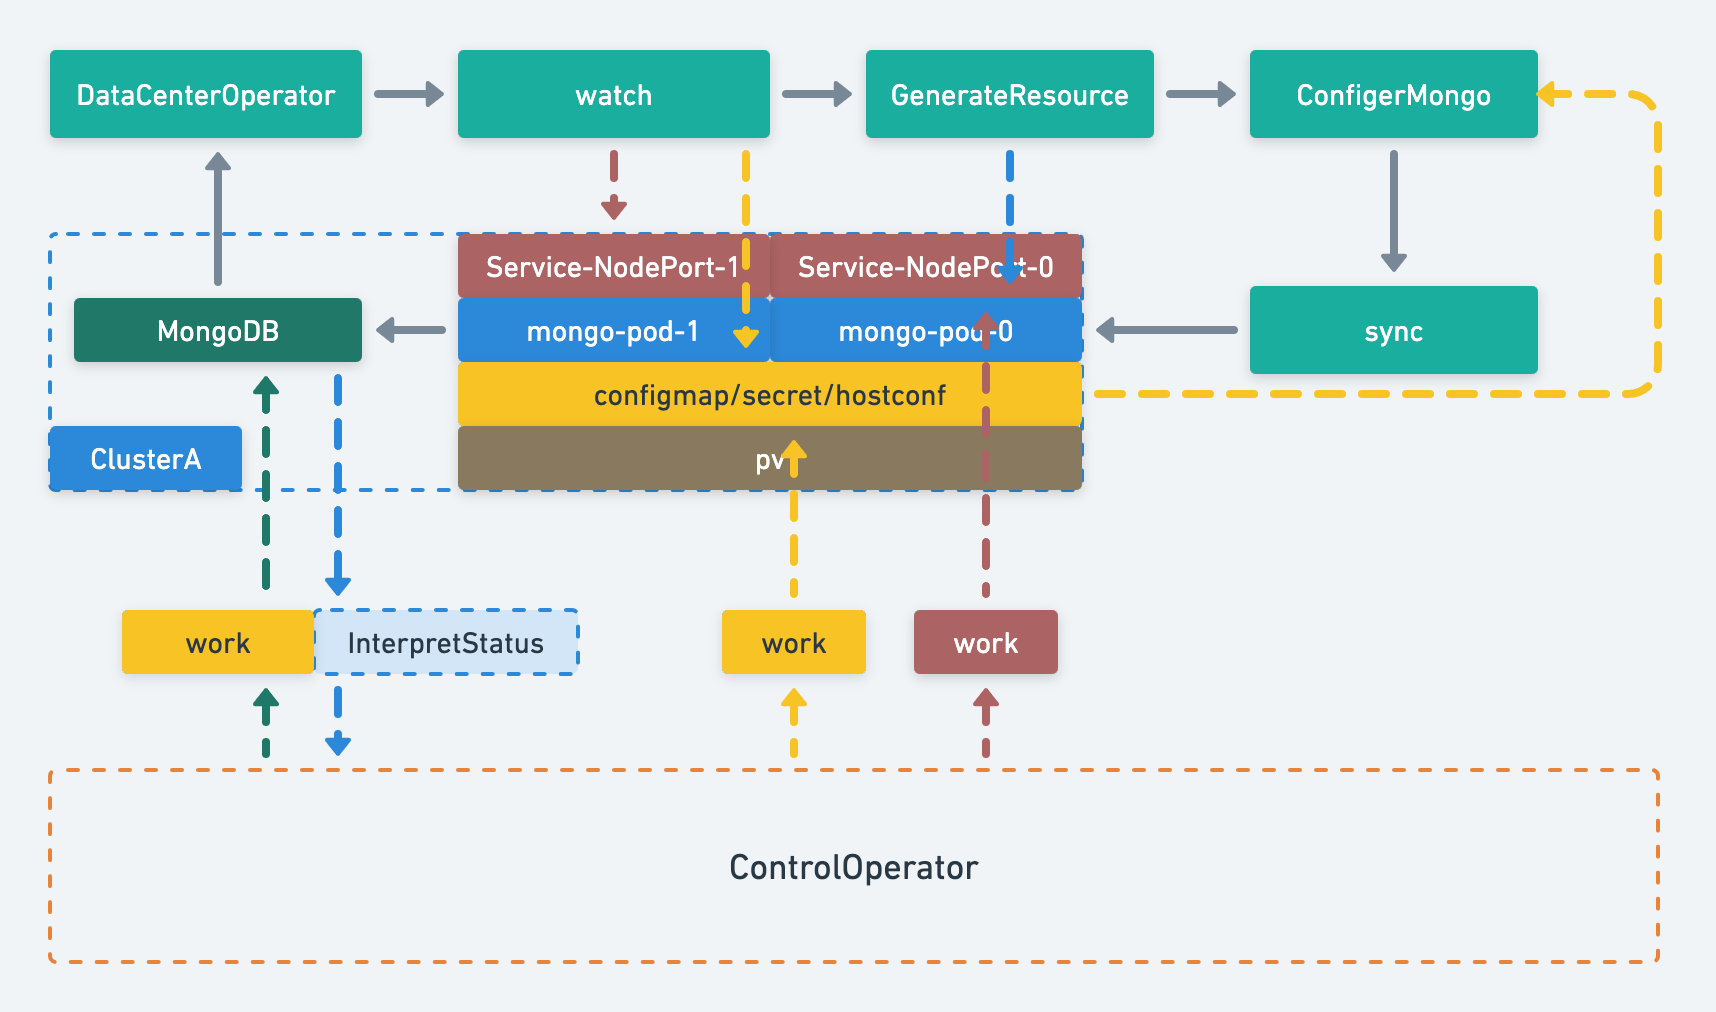 DataCenterOperator
watch
GenerateResource
ConfigerMongo
Service-NodePort-1
Service-NodePort-0
MongoDB
mongo-pod-1
mongo-pod-0
sync
configmap/secret/hostconf
ClusterA
pv
work
InterpretStatus
work
work
ControlOperator